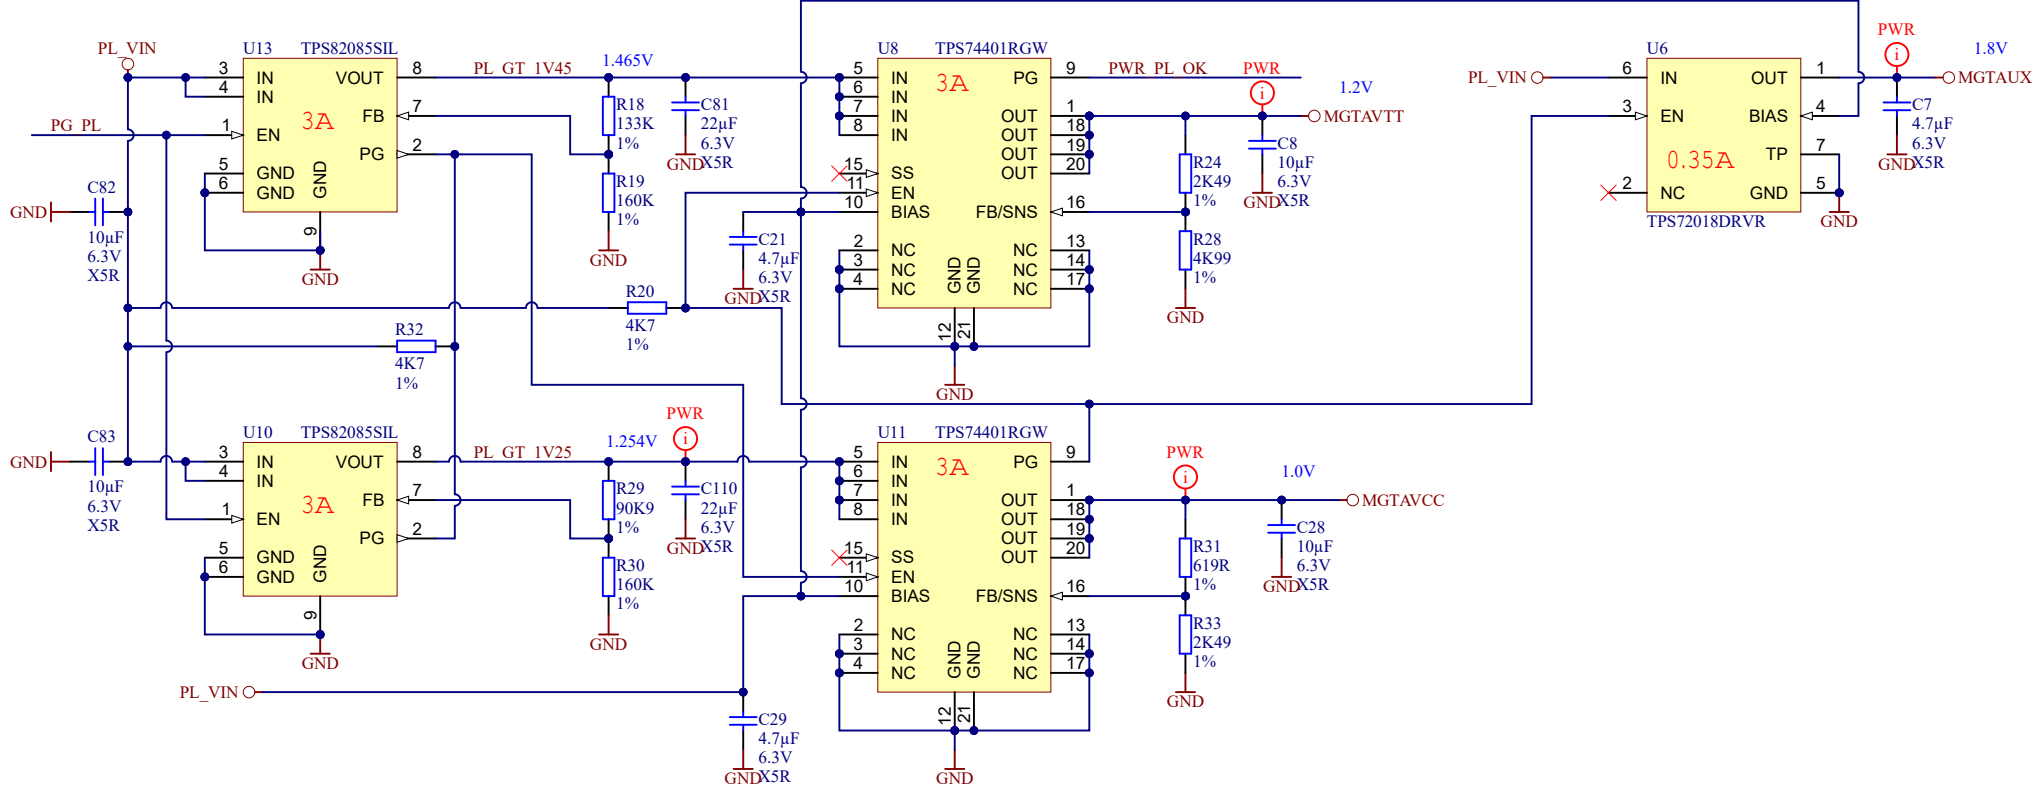 PL_VIN
U13 TPS82085SIL
3 IN VOUT 8 PL_GT_1V45 1.465V
4 IN
FB 7
3A
PG_PL 1 EN
PG 2
5 GND
6 GND
GND
9
GND
C82
GND
10µF
6.3V
X5R
R18
133K
1%
R19
160K
1%
GND
C81
22µF
6.3V
GND X5R
U8 TPS74401RGW
5 IN PG 9 PWR_PL_OK
3A
6 IN
7 IN OUT 1
8 IN OUT 18
OUT 19
15 SS OUT 20
11 EN
10 BIAS FB/SNS 16
2 NC NC 13
3 NC NC 14
4 NC NC 17
GND GND
12 21
GND
PWR
i
1.2V
MGTAVTT
R24
2K49
1%
R28
4K99
1%
GND
C8
10µF
6.3V
GND X5R
C21
4.7µF
6.3V
GND X5R
R20
4K7
1%
R32
4K7
1%
U6
PL_VIN 6 IN OUT 1
3 EN BIAS 4
0.35A
TP 7
2 NC GND 5
TPS72018DRVR
GND
PWR
i
1.8V
MGTAUX
C7
4.7µF
6.3V
GND X5R
U10 TPS82085SIL
3 IN VOUT 8 PL_GT_1V25 1.254V
4 IN
FB 7
3A
1 EN
PG 2
5 GND
6 GND
GND
9
GND
C83
GND
10µF
6.3V
X5R
PWR
i
R29
90K9
1%
R30
160K
1%
GND
C110
22µF
6.3V
GND X5R
U11 TPS74401RGW
5 IN PG 9
3A
6 IN
7 IN OUT 1
8 IN OUT 18
OUT 19
15 SS OUT 20
11 EN
10 BIAS FB/SNS 16
2 NC NC 13
3 NC NC 14
4 NC NC 17
GND GND
12 21
GND
PWR
i
1.0V
MGTAVCC
R31
619R
1%
R33
2K49
1%
GND
C28
10µF
6.3V
GND X5R
PL_VIN
C29
4.7µF
6.3V
GND X5R